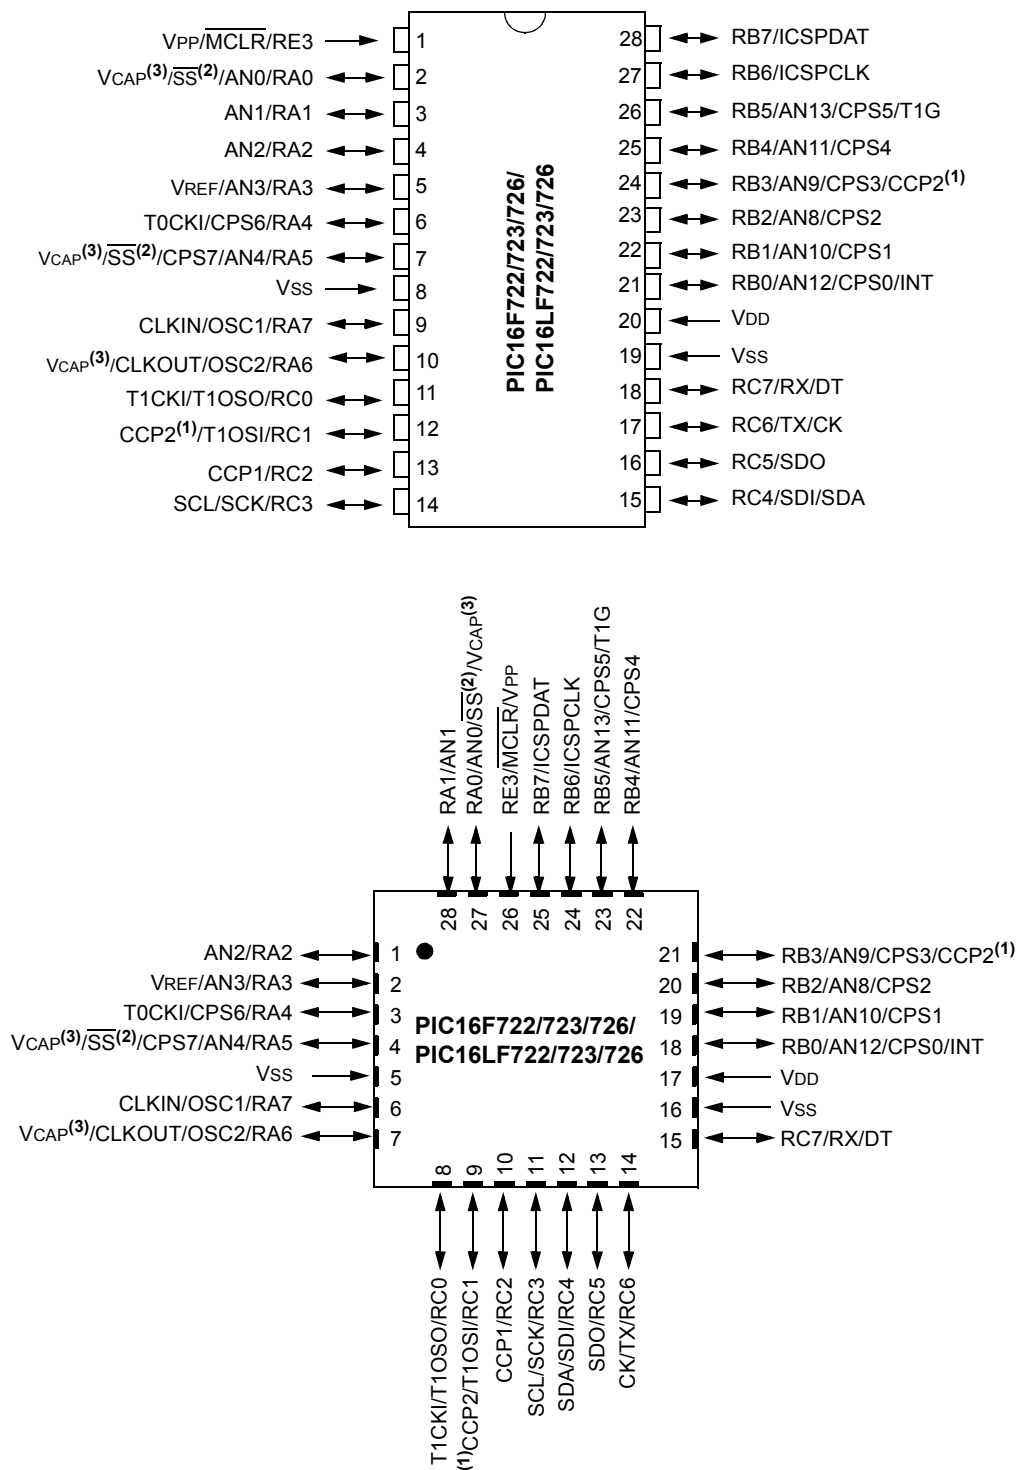 VPP/MCLR/RE3
VCAP(3)/SS(2)/AN0/RA0
AN1/RA1
AN2/RA2
VREF/AN3/RA3
T0CKI/CPS6/RA4
VCAP(3)/SS(2)/CPS7/AN4/RA5
VSS
CLKIN/OSC1/RA7
VCAP(3)/CLKOUT/OSC2/RA6
T1CKI/T1OSO/RC0
CCP2(1)/T1OSI/RC1
CCP1/RC2
SCL/SCK/RC3
1
2
3
4
5
6
7
8
9
10
11
12
13
14
PIC16F722/723/726/
PIC16LF722/723/726
28
27
26
25
24
23
22
21
20
19
18
17
16
15
RB7/ICSPDAT
RB6/ICSPCLK
RB5/AN13/CPS5/T1G
RB4/AN11/CPS4
RB3/AN9/CPS3/CCP2(1)
RB2/AN8/CPS2
RB1/AN10/CPS1
RB0/AN12/CPS0/INT
VDD
VSS
RC7/RX/DT
RC6/TX/CK
RC5/SDO
RC4/SDI/SDA
RA1/AN1
RA0/AN0/SS(2)/VCAP(3)
RE3/MCLR/VPP
RB7/ICSPDAT
RB6/ICSPCLK
RB5/AN13/CPS5/T1G
RB4/AN11/CPS4
28
27
26
25
24
23
22
AN2/RA2
VREF/AN3/RA3
T0CKI/CPS6/RA4
VCAP(3)/SS(2)/CPS7/AN4/RA5
VSS
CLKIN/OSC1/RA7
VCAP(3)/CLKOUT/OSC2/RA6
1
2
3
4
5
6
7
PIC16F722/723/726/
PIC16LF722/723/726
21
20
19
18
17
16
15
RB3/AN9/CPS3/CCP2(1)
RB2/AN8/CPS2
RB1/AN10/CPS1
RB0/AN12/CPS0/INT
VDD
VSS
RC7/RX/DT
8
9
10
11
12
13
14
T1CKI/T1OSO/RC0
(1)CCP2/T1OSI/RC1
CCP1/RC2
SCL/SCK/RC3
SDA/SDI/RC4
SDO/RC5
CK/TX/RC6